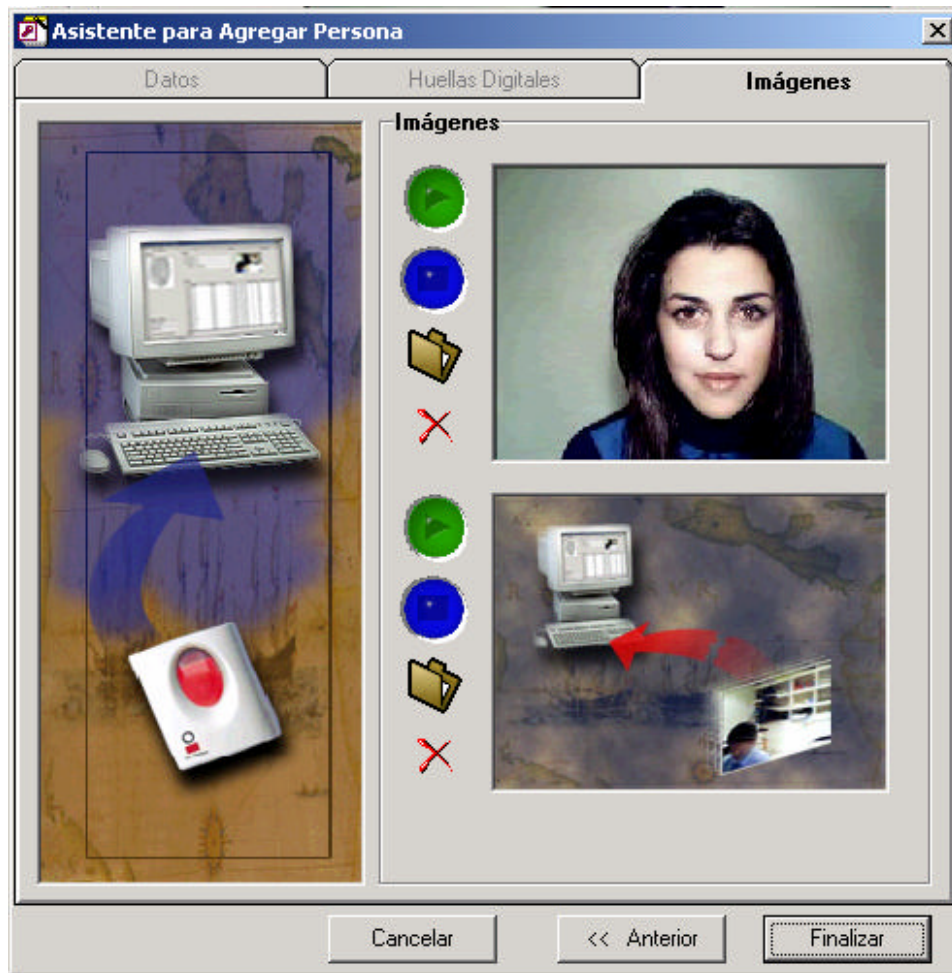 Asistente para Agregar Persona
Datos
Huellas Digitales
Imágenes
Imágenes
Cancelar
<< Anterior
Finalizar